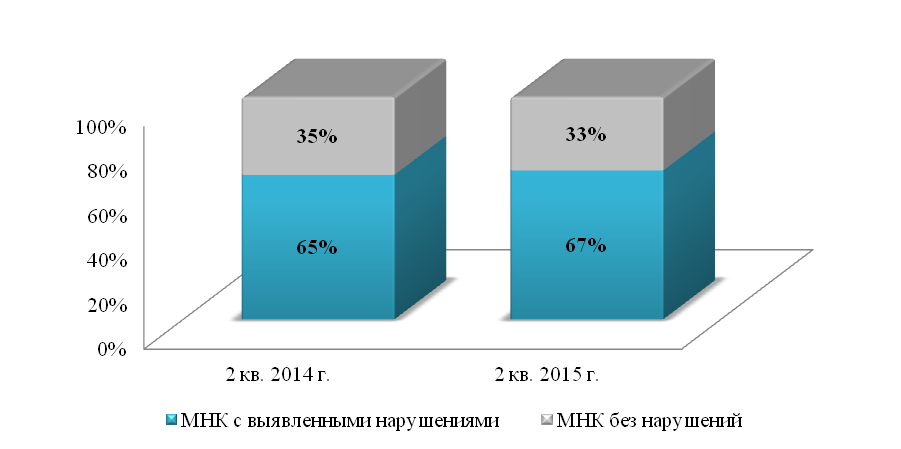 100%
80%
60%
40%
20%
0%
35%
33%
65%
67%
2 кв. 2014 г.
2 кв. 2015 г.
МНК с выявленными нарушениями
МНК без нарушений